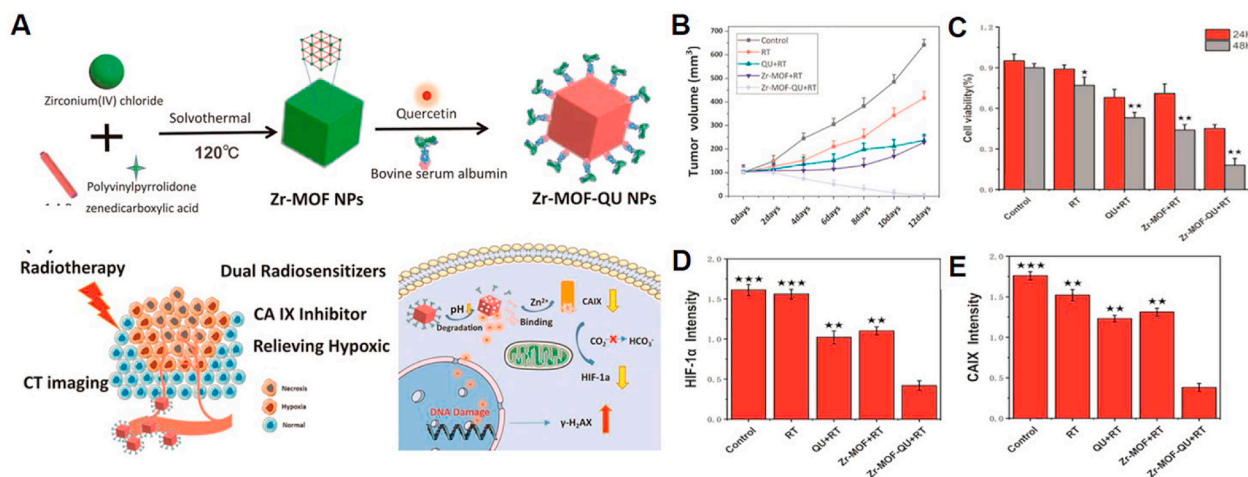 A
Zirconium(IV) chloride
Polyvinylpyrrolidone
zenedicarboxylic acid
Solvothermal
120℃
Zr-MOF NPs
Quercetin
Bovine serum albumin
Zr-MOF-QU NPs
Radiotherapy
CT imaging
Dual Radiosensitizers
CA IX Inhibitor
Relieving Hypoxic
Necrosis
Hypoxia
Normal
pH
Degradation
Zn²⁺
Binding
CAIX
CO₂
HCO₃⁻
HIF-1a
DNA Damage
γ-H₂AX
B
Tumor volume (mm³)
700
600
500
400
300
200
100
0
Control
RT
QU+RT
Zr-MOF+RT
Zr-MOF-QU+RT
0days
2days
4days
6days
8days
10days
12days
C
Cell viability(%)
1.2
0.9
0.6
0.3
0.0
24H
48H
★
★★
★★
★★
Control
RT
QU+RT
Zr-MOF+RT
Zr-MOF-QU+RT
D
HIF-1α Intensity
2.0
1.5
1.0
0.5
0.0
★★★
★★★
★★
★★
Control
RT
QU+RT
Zr-MOF+RT
Zr-MOF-QU+RT
E
CAIX Intensity
2.0
1.5
1.0
0.5
0.0
★★★
★★
★★
★★
Control
RT
QU+RT
Zr-MOF+RT
Zr-MOF-QU+RT